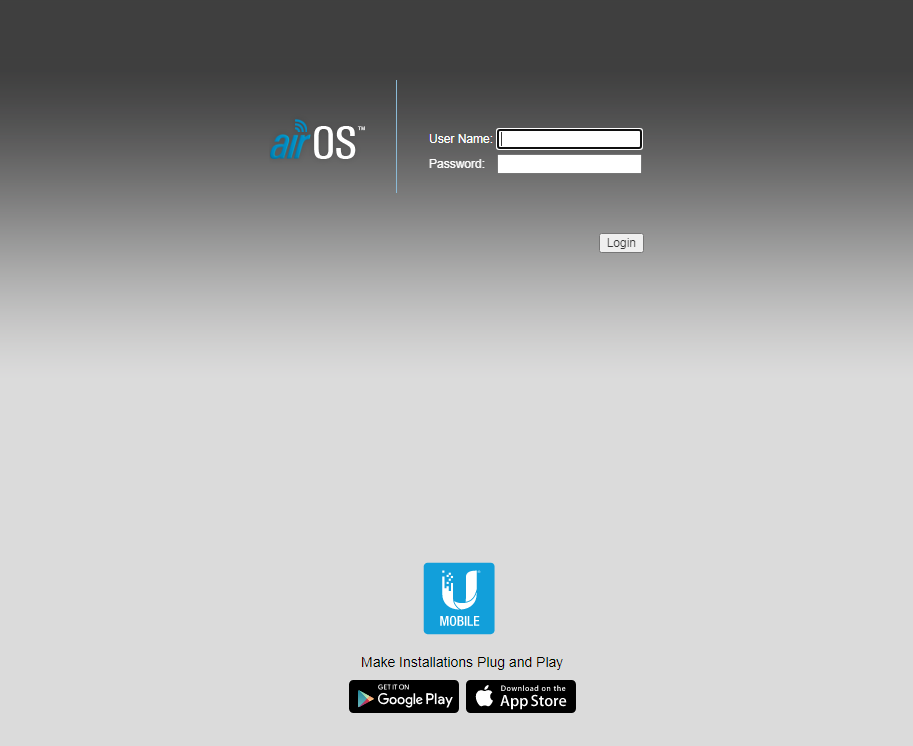 airOS™
User Name:
Password:
Login
U
MOBILE
Make Installations Plug and Play
GET IT ON
Google Play
Download on the
App Store